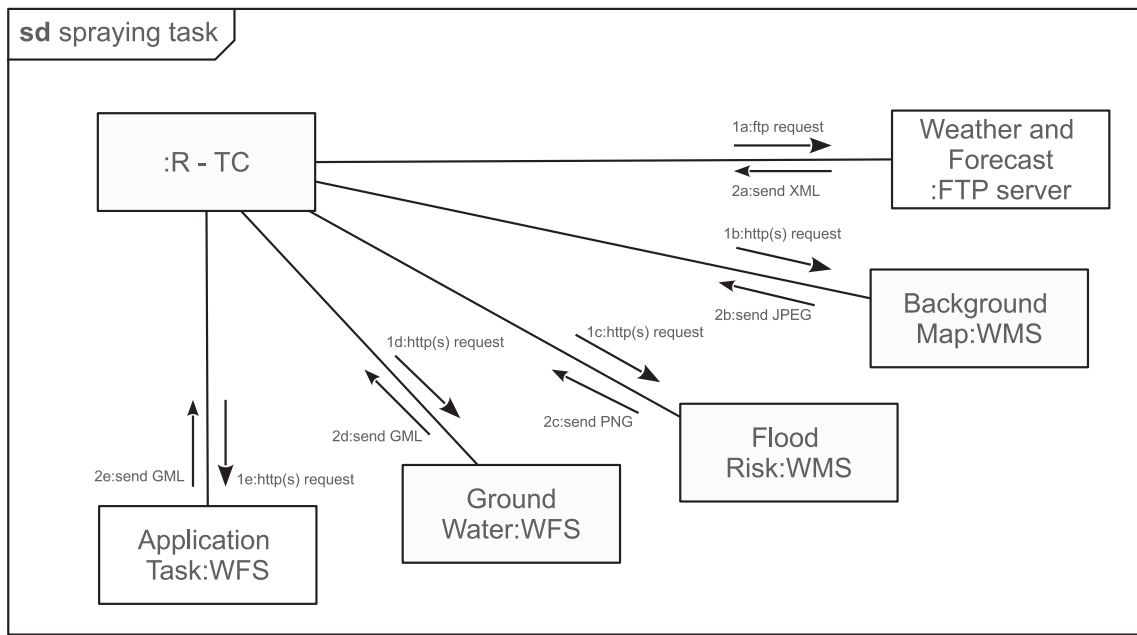 sd spraying task
:R - TC
1a:ftp request
2a:send XML
Weather and
Forecast
:FTP server
1b:http(s) request
2b:send JPEG
Background
Map:WMS
1c:http(s) request
2c:send PNG
Flood
Risk:WMS
1d:http(s) request
2d:send GML
Ground
Water:WFS
2e:send GML
1e:http(s) request
Application
Task:WFS